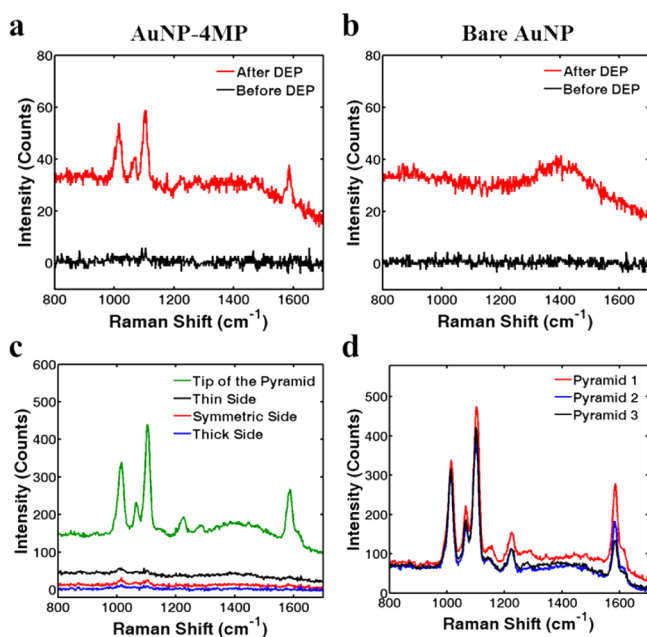 a AuNP-4MP
80
60
40
20
0
Intensity (Counts)
After DEP
Before DEP
800 1000 1200 1400 1600
Raman Shift (cm⁻¹)
b Bare AuNP
80
60
40
20
0
Intensity (Counts)
After DEP
Before DEP
800 1000 1200 1400 1600
Raman Shift (cm⁻¹)
c
600
500
400
300
200
100
0
Intensity (Counts)
Tip of the Pyramid
Thin Side
Symmetric Side
Thick Side
800 1000 1200 1400 1600
Raman Shift (cm⁻¹)
d
500
400
300
200
100
0
Intensity (Counts)
Pyramid 1
Pyramid 2
Pyramid 3
800 1000 1200 1400 1600
Raman Shift (cm⁻¹)